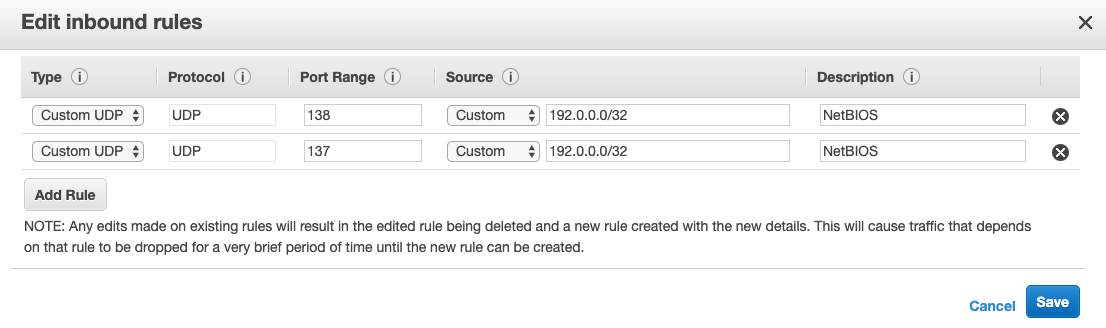 Edit inbound rules
Type Protocol Port Range Source Description
Custom UDP UDP 138 Custom 192.0.0.0/32 NetBIOS
Custom UDP UDP 137 Custom 192.0.0.0/32 NetBIOS
Add Rule
NOTE: Any edits made on existing rules will result in the edited rule being deleted and a new rule created with the new details. This will cause traffic that depends
on that rule to be dropped for a very brief period of time until the new rule can be created.
Cancel Save